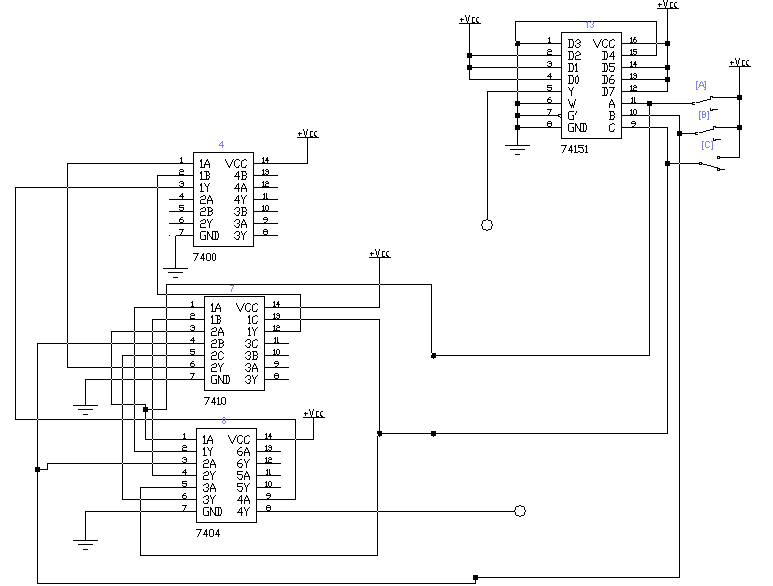 +Vcc
+Vcc
13
1 D3 VCC 16
2 D2 D4 15
3 D1 D5 14
4 D0 D6 13
5 Y D7 12
6 W A 11
7 G' B 10
8 GND C 9
74151
+Vcc
[A]
[B]
[C]
+Vcc
4
1 1A VCC 14
2 1B 4B 13
3 1Y 4A 12
4 2A 4Y 11
5 2B 3B 10
6 2Y 3A 9
7 GND 3Y 8
7400
+Vcc
7
1 1A VCC 14
2 1B 1C 13
3 2A 1Y 12
4 2B 3C 11
5 2C 3B 10
6 2Y 3A 9
7 GND 3Y 8
7410
+Vcc
8
1 1A VCC 14
2 1Y 6A 13
3 2A 6Y 12
4 2Y 5A 11
5 3A 5Y 10
6 3Y 4A 9
7 GND 4Y 8
7404